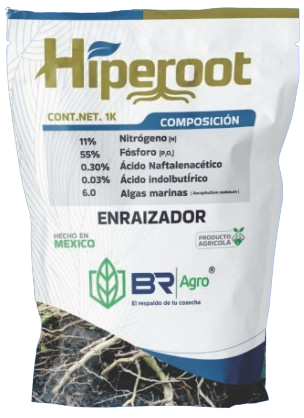 Hiperoot
CONT.NET. 1K
COMPOSICIÓN
11% Nitrógeno [N]
55% Fósforo [P₂O₅]
0.30% Ácido Naftalenacético
0.03% Ácido indolbutírico
6.0 Algas marinas
ENRAIZADOR
HECHO EN
MÉXICO
PRODUCTO
AGRICOLA
BR Agro ®
El respaldo de tu cosecha